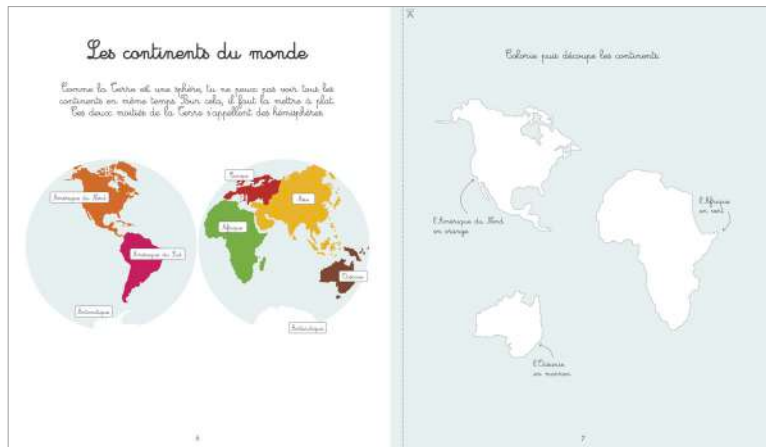 Les continents du monde
Comme la Terre est une sphère, tu ne peux pas voir tous les
continents en même temps. Pour cela, il faut la mettre à plat.
Ces deux moitiés de la Terre s'appellent des hémisphères.
Amérique du Nord
Europe
Asie
Afrique
Amérique du Sud
Océanie
Antarctique
Antarctique
6
Colorie puis découpe les continents.
l'Amérique du Nord
en orange
l'Afrique
en vert
l'Océanie
en marron
7